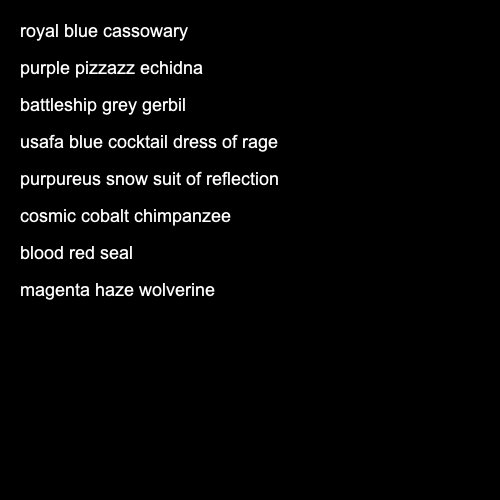 royal blue cassowary
purple pizzazz echidna
battleship grey gerbil
usafa blue cocktail dress of rage
purpureus snow suit of reflection
cosmic cobalt chimpanzee
blood red seal
magenta haze wolverine